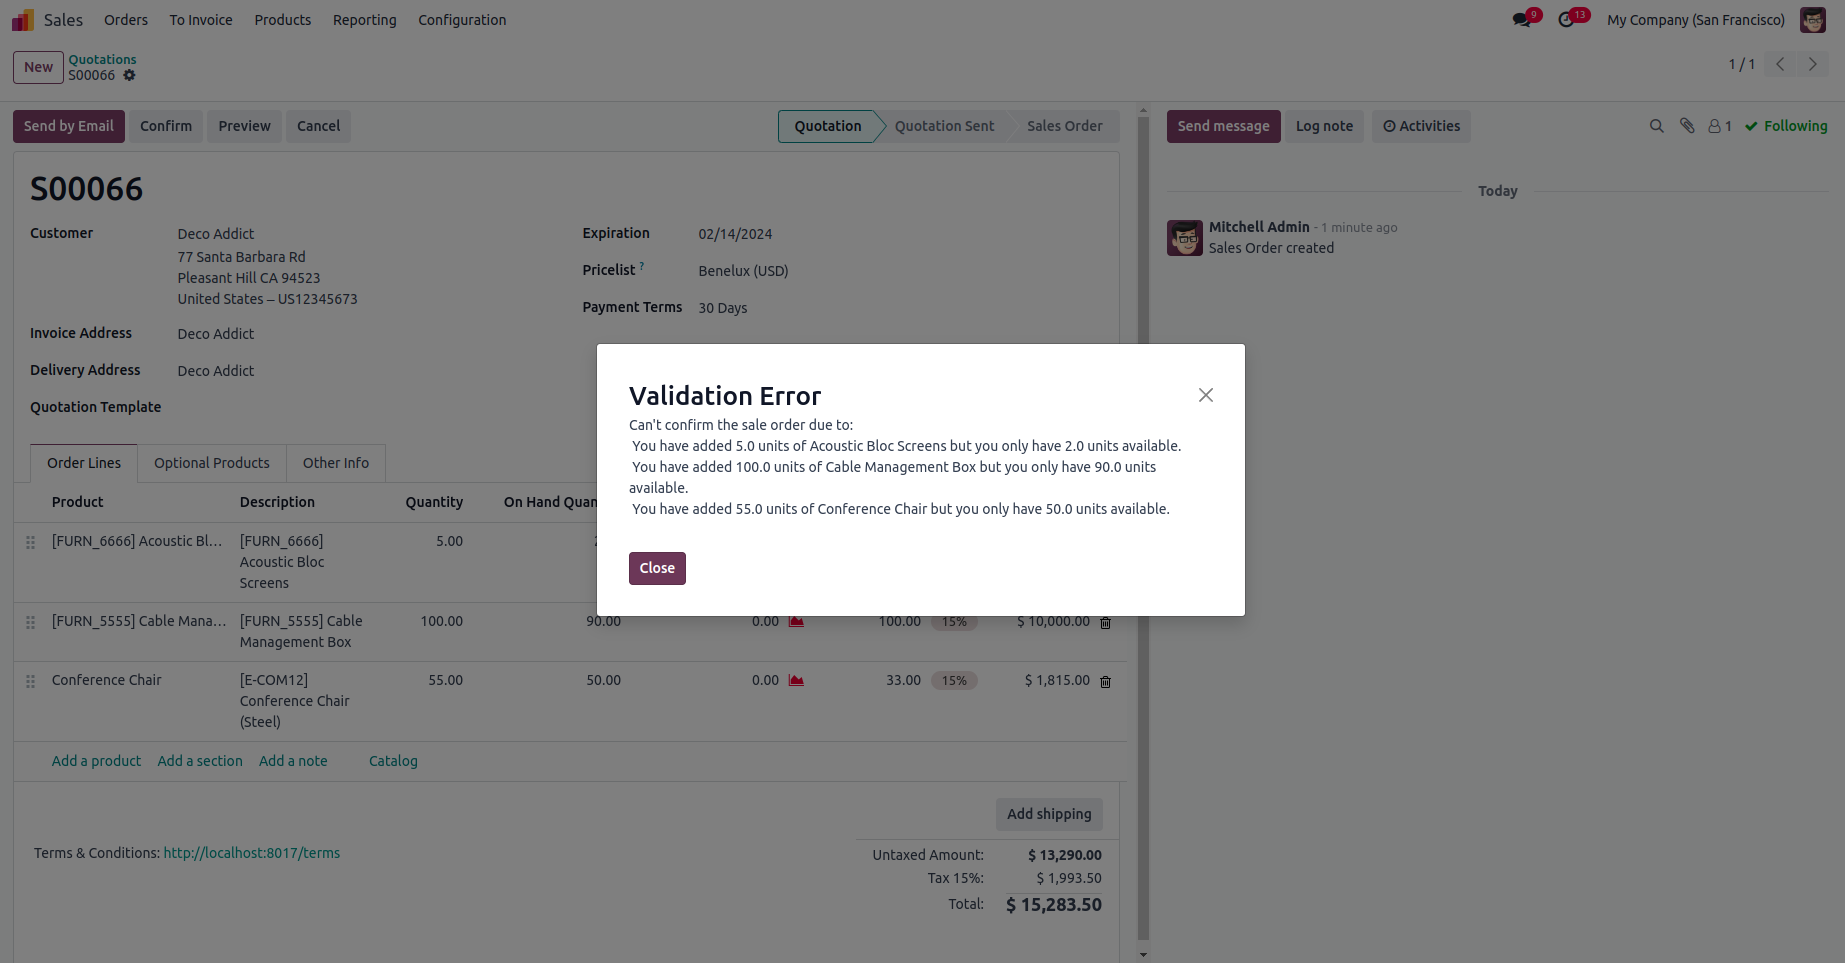 Sales Orders To Invoice Products Reporting Configuration 9 13 My Company (San Francisco)
New Quotations
S00066
1 / 1
Send by Email Confirm Preview Cancel Quotation Quotation Sent Sales Order
Send message Log note Activities 1 Following
S00066
Today
Customer Deco Addict
77 Santa Barbara Rd
Pleasant Hill CA 94523
United States – US12345673
Expiration 02/14/2024
Pricelist ? Benelux (USD)
Payment Terms 30 Days
Mitchell Admin - 1 minute ago
Sales Order created
Invoice Address Deco Addict
Delivery Address Deco Addict
Quotation Template
Validation Error
Can't confirm the sale order due to:
You have added 5.0 units of Acoustic Bloc Screens but you only have 2.0 units available.
You have added 100.0 units of Cable Management Box but you only have 90.0 units
available.
You have added 55.0 units of Conference Chair but you only have 50.0 units available.
Close
Order Lines Optional Products Other Info
Product Description Quantity On Hand Quan
[FURN_6666] Acoustic Bl... [FURN_6666]
Acoustic Bloc
Screens
5.00
[FURN_5555] Cable Mana... [FURN_5555] Cable
Management Box
100.00 90.00 0.00 100.00 15% $ 10,000.00
Conference Chair [E-COM12]
Conference Chair
(Steel)
55.00 50.00 0.00 33.00 15% $ 1,815.00
Add a product Add a section Add a note Catalog
Add shipping
Terms & Conditions: http://localhost:8017/terms
Untaxed Amount: $ 13,290.00
Tax 15%: $ 1,993.50
Total: $ 15,283.50